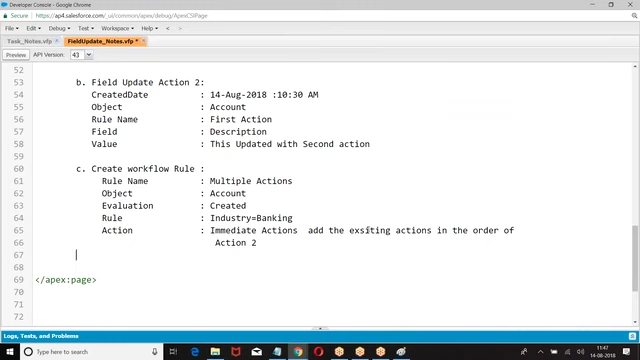 Developer Console - Google Chrome
Secure | https://ap4.salesforce.com/_ui/common/apex/debug/ApexCSIPage
File Edit Debug Test Workspace Help < >
Task_Notes.vfp FieldUpdate_Notes.vfp *
Preview API Version: 43
52
53 b. Field Update Action 2:
54 CreatedDate : 14-Aug-2018 :10:30 AM
55 Object : Account
56 Rule Name : First Action
57 Field : Description
58 Value : This Updated with Second action
59
60 c. Create workflow Rule :
61 Rule Name : Multiple Actions
62 Object : Account
63 Evaluation : Created
64 Rule : Industry=Banking
65 Action : Immediate Actions add the exsiting actions in the order of
66 Action 2
67
68
69 </apex:page>
71
72
Logs, Tests, and Problems
Type here to search
11:47
14-08-2018